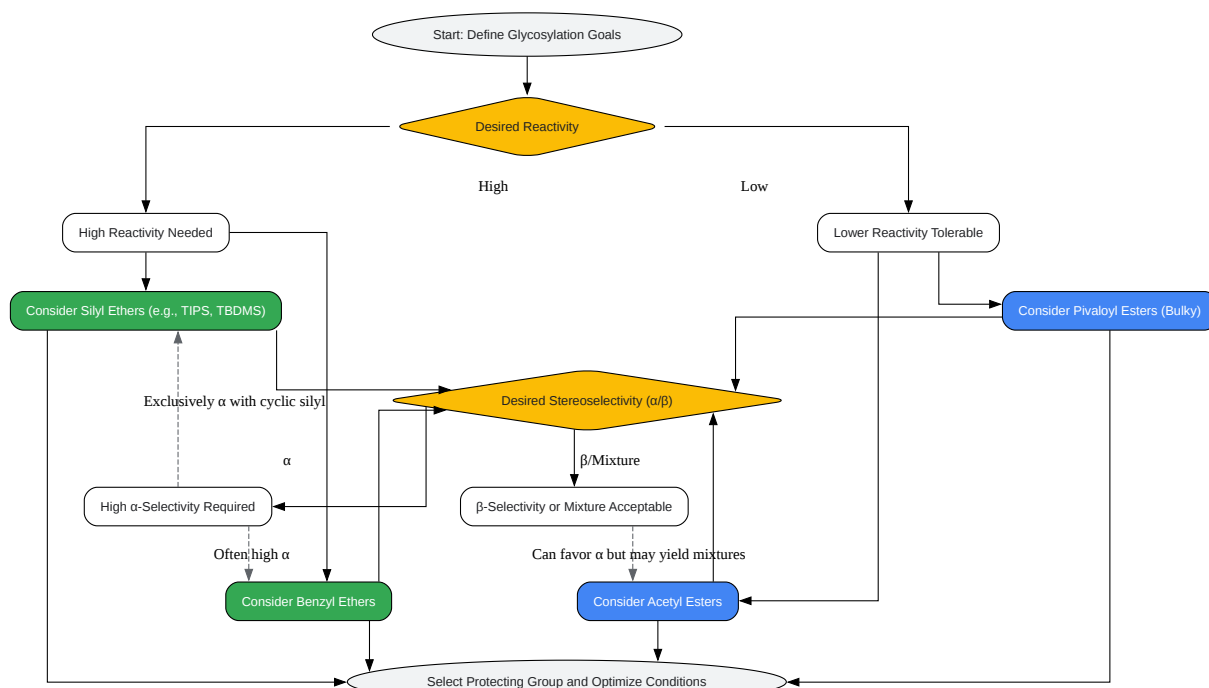 Start: Define Glycosylation Goals
Desired Reactivity
High
Low
High Reactivity Needed
Lower Reactivity Tolerable
Consider Silyl Ethers (e.g., TIPS, TBDMS)
Consider Pivaloyl Esters (Bulky)
Exclusively α with cyclic silyl
Desired Stereoselectivity (α/β)
α
β/Mixture
High α-Selectivity Required
β-Selectivity or Mixture Acceptable
Often high α
Can favor α but may yield mixtures
Consider Benzyl Ethers
Consider Acetyl Esters
Select Protecting Group and Optimize Conditions